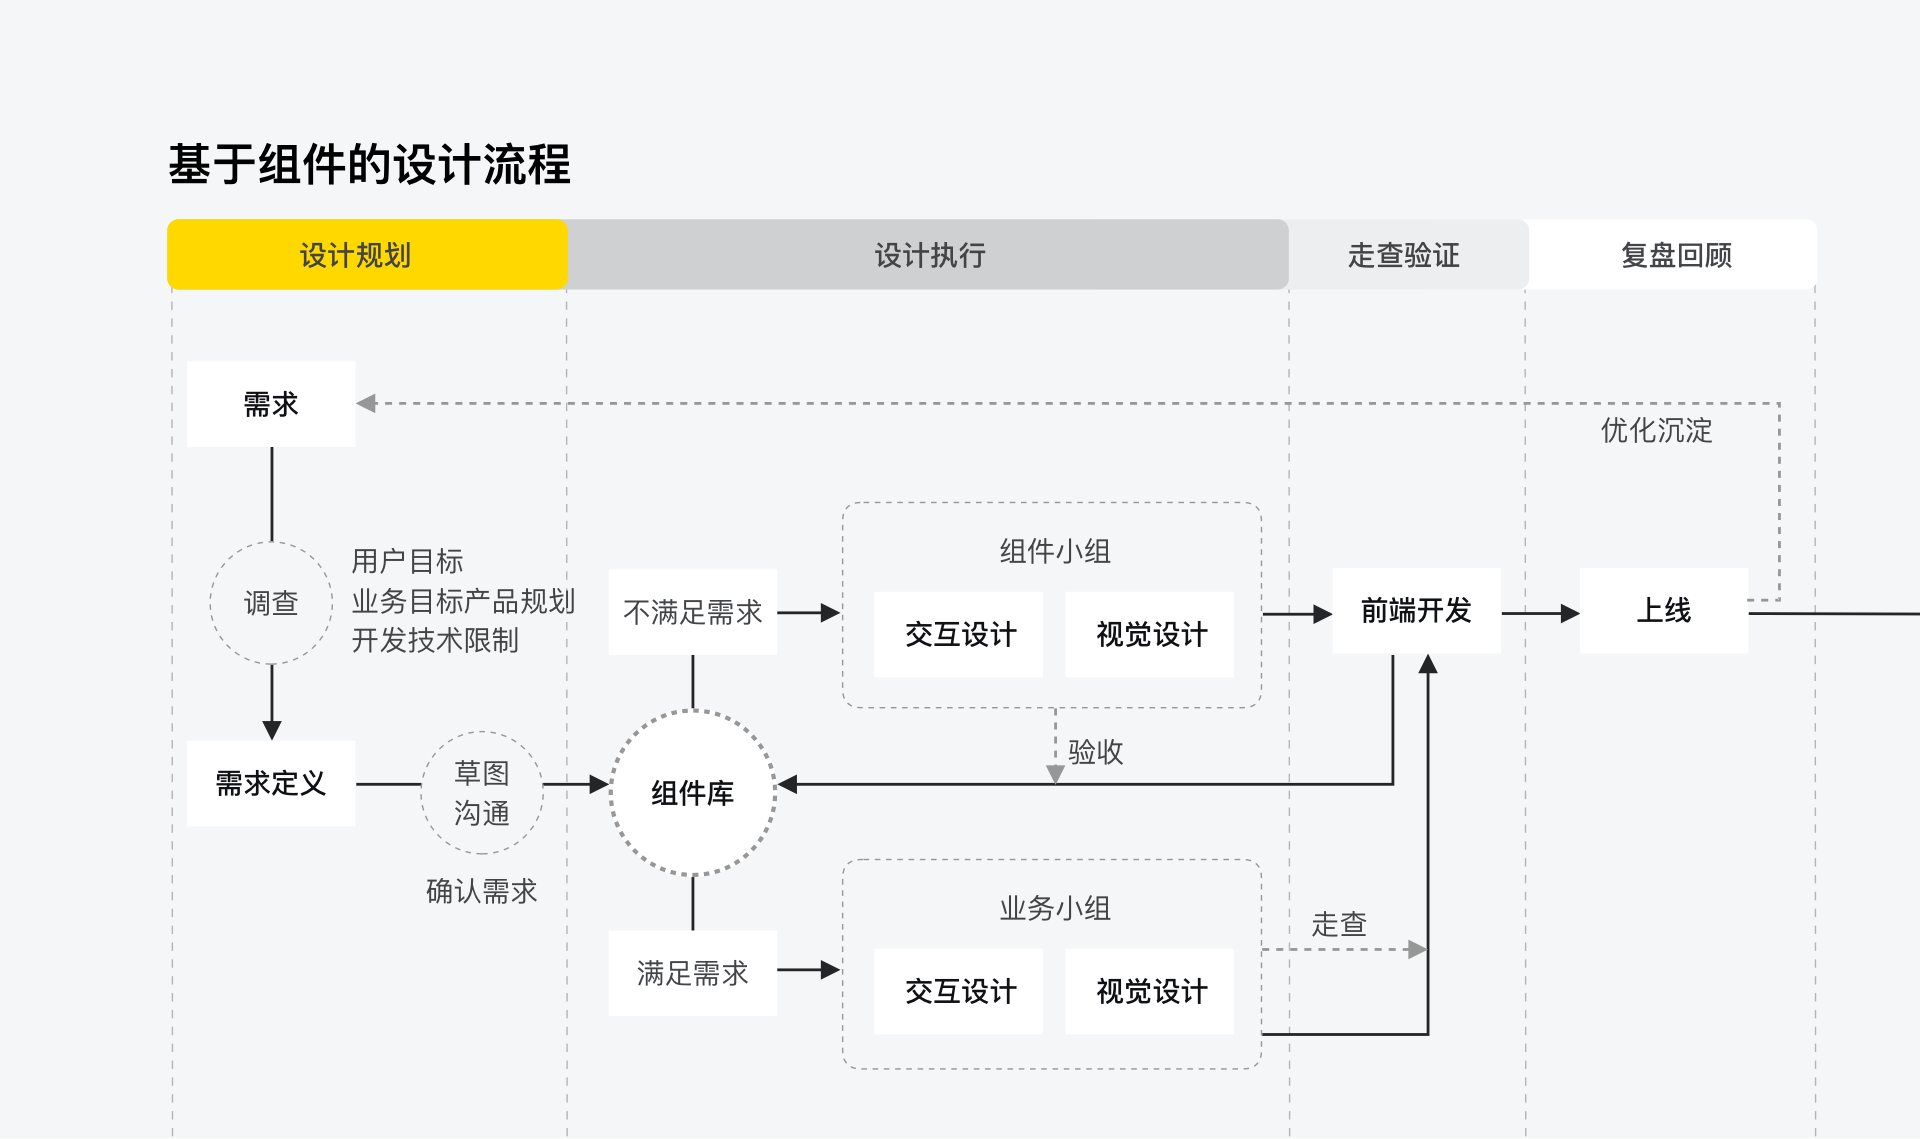 基于组件的设计流程
设计规划
设计执行
走查验证
复盘回顾
需求
优化沉淀
调查
用户目标
业务目标产品规划
开发技术限制
需求定义
草图
沟通
确认需求
不满足需求
组件库
满足需求
组件小组
交互设计
视觉设计
验收
业务小组
交互设计
视觉设计
走查
前端开发
上线